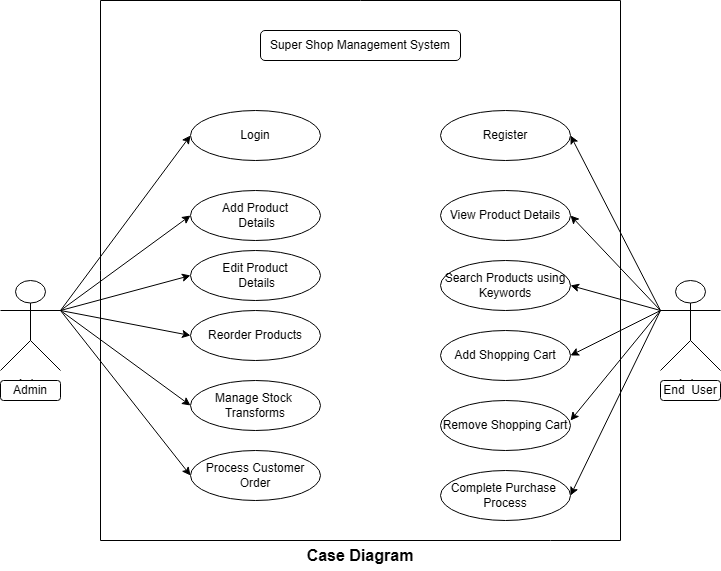 Super Shop Management System
Login
Register
Add Product
Details
View Product Details
Edit Product
Details
Search Products using
Keywords
Reorder Products
Add Shopping Cart
Admin
End User
Manage Stock
Transforms
Remove Shopping Cart
Process Customer
Order
Complete Purchase
Process
Case Diagram